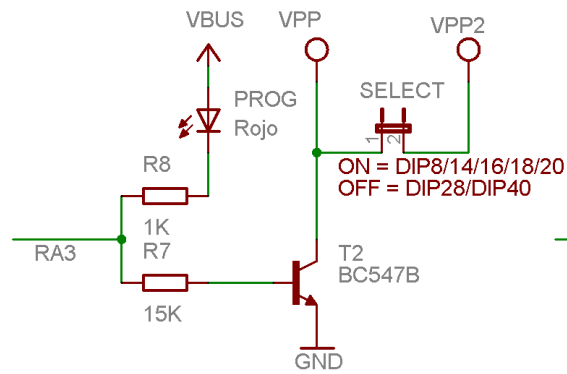 VBUS
VPP
VPP2
PROG
Rojo
SELECT
1
2
ON = DIP8/14/16/18/20
OFF = DIP28/DIP40
R8
1K
RA3
R7
15K
T2
BC547B
GND